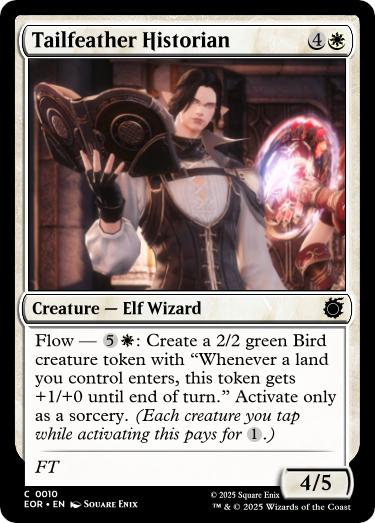 Tailfeather Historian 4
Creature — Elf Wizard
Flow — 5: Create a 2/2 green Bird
creature token with “Whenever a land
you control enters, this token gets
+1/+0 until end of turn.” Activate only
as a sorcery. (Each creature you tap
while activating this pays for 1.)
FT
4/5
C 0010
EOR • EN SQUARE ENIX
© 2025 Square Enix
™ & © 2025 Wizards of the Coast